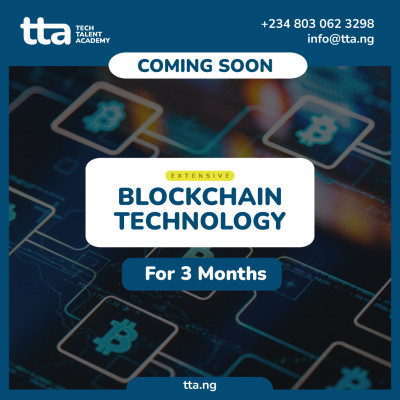 tta
TECH
TALENT
ACADEMY
+234 803 062 3298
info@tta.ng
COMING SOON
EXTENSIVE
BLOCKCHAIN
TECHNOLOGY
For 3 Months
tta.ng